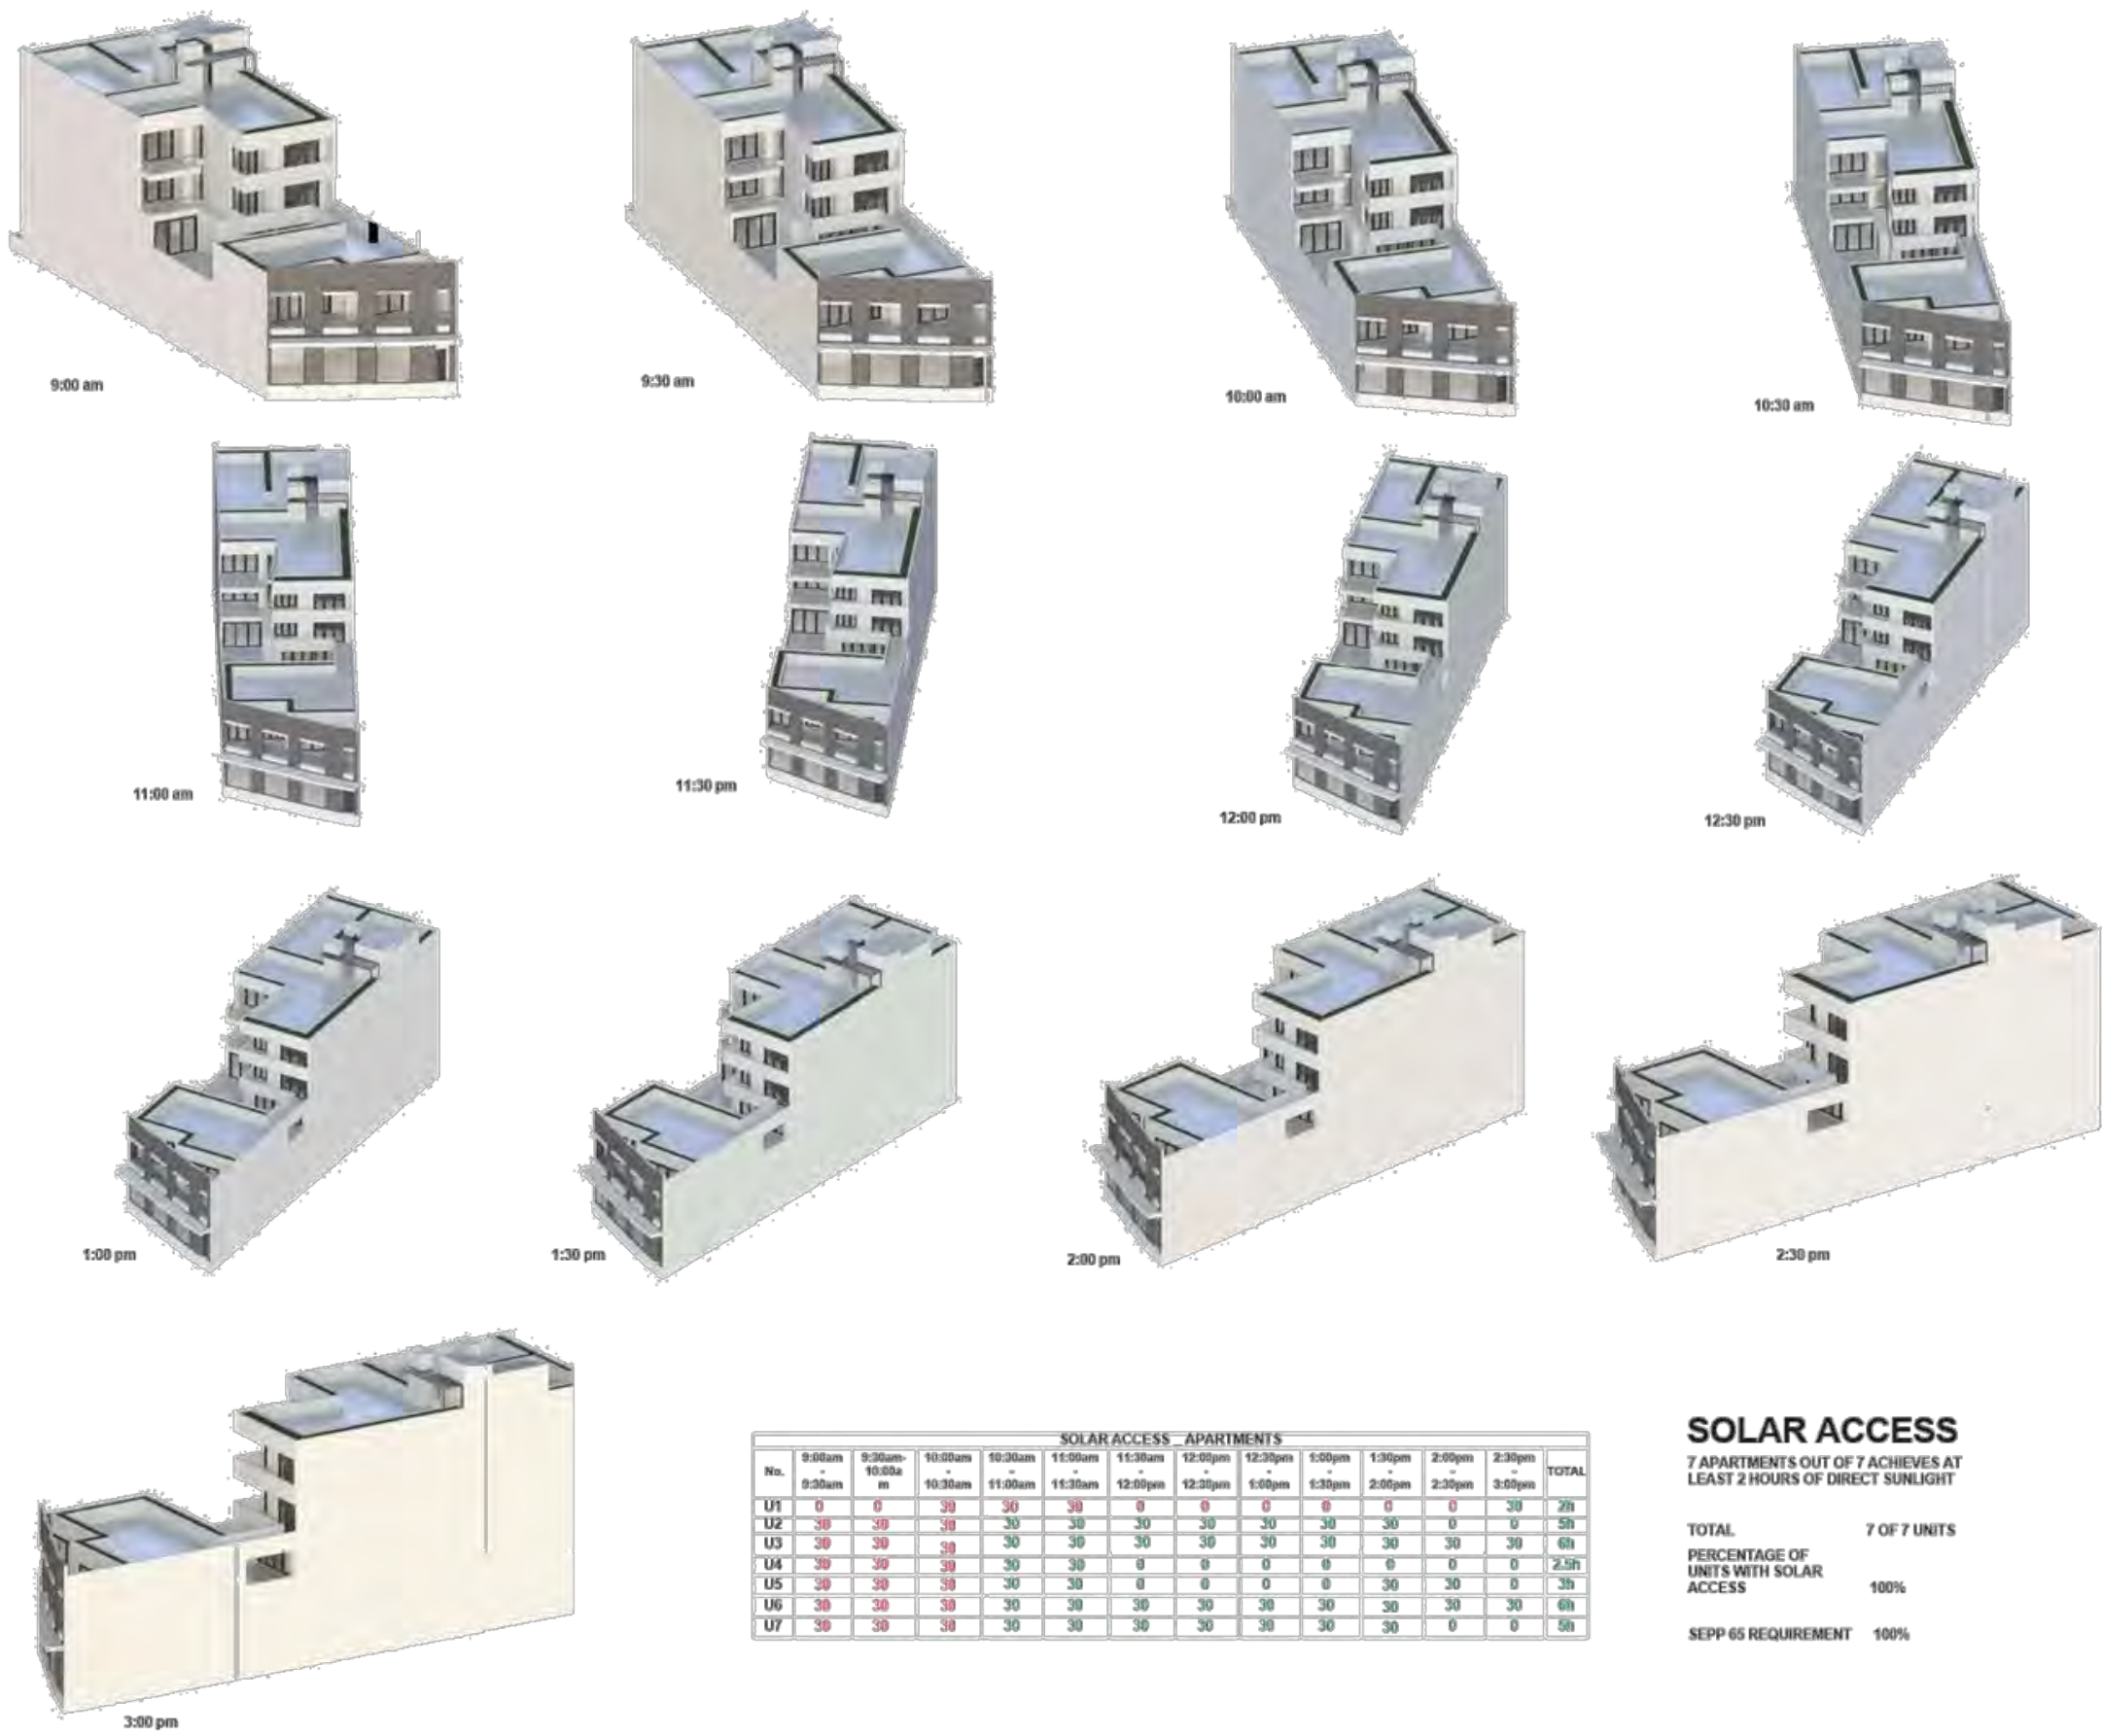 9:00 am
9:30 am
10:00 am
10:30 am
11:00 am
11:30 pm
12:00 pm
12:30 pm
1:00 pm
1:30 pm
2:00 pm
2:30 pm
3:00 pm
SOLAR ACCESS _ APARTMENTS
No. 9:00am - 9:30am 9:30am- 10:00a m 10:00am - 10:30am 10:30am - 11:00am 11:00am - 11:30am 11:30am - 12:00pm 12:00pm - 12:30pm 12:30pm - 1:00pm 1:00pm - 1:30pm 1:30pm - 2:00pm 2:00pm - 2:30pm 2:30pm - 3:00pm TOTAL
U1 0 0 30 30 30 0 0 0 0 0 0 30 2h
U2 30 30 30 30 30 30 30 30 30 30 0 0 5h
U3 30 30 30 30 30 30 30 30 30 30 30 30 6h
U4 30 30 30 30 30 0 0 0 0 0 0 0 2.5h
U5 30 30 30 30 30 0 0 0 0 30 30 0 3h
U6 30 30 30 30 30 30 30 30 30 30 30 30 6h
U7 30 30 30 30 30 30 30 30 30 30 0 0 5h
SOLAR ACCESS
7 APARTMENTS OUT OF 7 ACHIEVES AT
LEAST 2 HOURS OF DIRECT SUNLIGHT
TOTAL 7 OF 7 UNITS
PERCENTAGE OF
UNITS WITH SOLAR
ACCESS 100%
SEPP 65 REQUIREMENT 100%